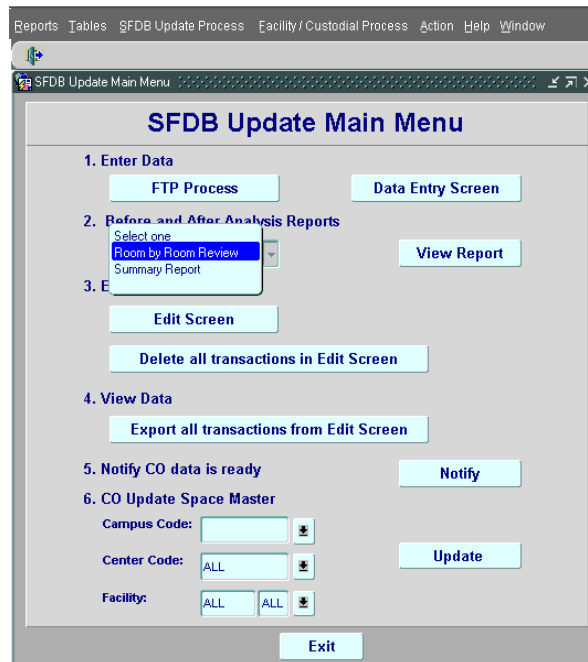 Reports Tables SFDB Update Process Facility / Custodial Process Action Help Window
SFDB Update Main Menu
SFDB Update Main Menu
1. Enter Data
FTP Process Data Entry Screen
2. Before and After Analysis Reports
Select one
Room by Room Review View Report
Summary Report
3. E
Edit Screen
Delete all transactions in Edit Screen
4. View Data
Export all transactions from Edit Screen
5. Notify CO data is ready Notify
6. CO Update Space Master
Campus Code:
Center Code: ALL Update
Facility: ALL ALL
Exit